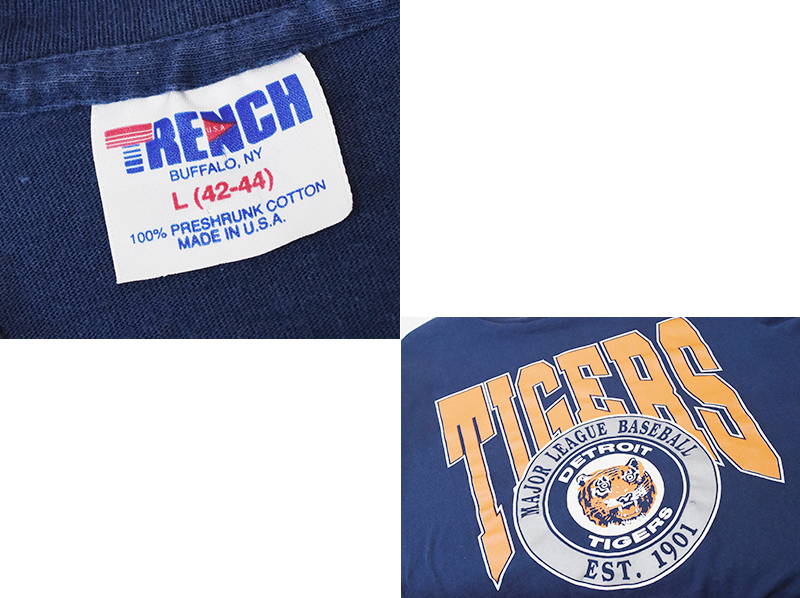 TRENCH
U.S.A.
BUFFALO, NY
L (42-44)
100% PRESHRUNK COTTON
MADE IN U.S.A.
TIGERS
MAJOR LEAGUE BASEBALL
DETROIT
TIGERS
EST. 1901